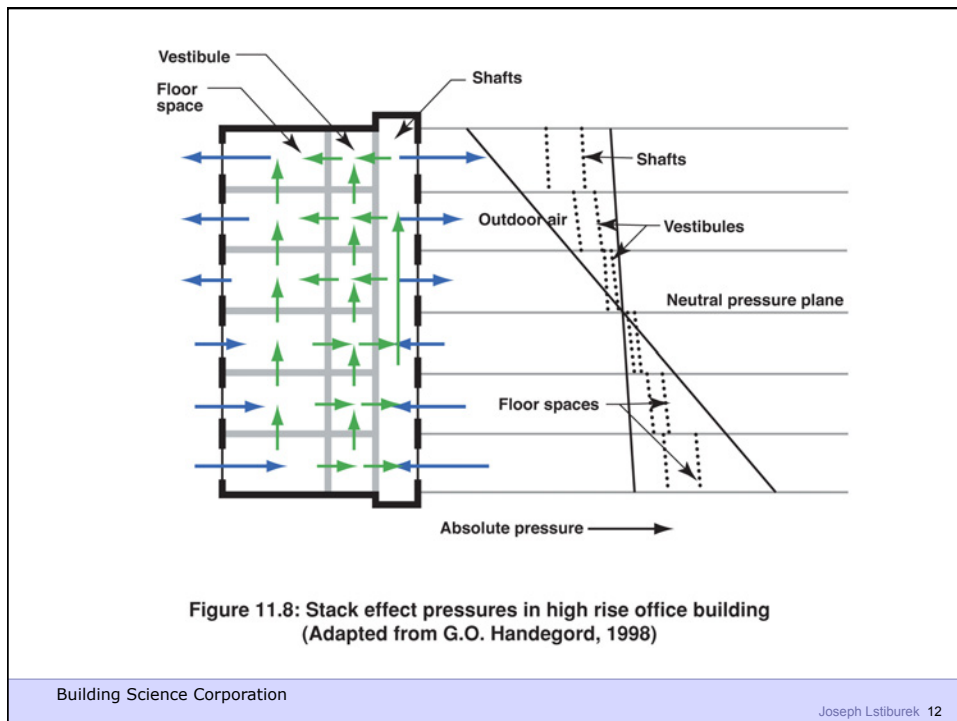 Vestibule
Floor
space
Shafts
Shafts
Outdoor air
Vestibules
Neutral pressure plane
Floor spaces
Absolute pressure
Figure 11.8: Stack effect pressures in high rise office building
(Adapted from G.O. Handegord, 1998)
Building Science Corporation
Joseph Lstiburek 12